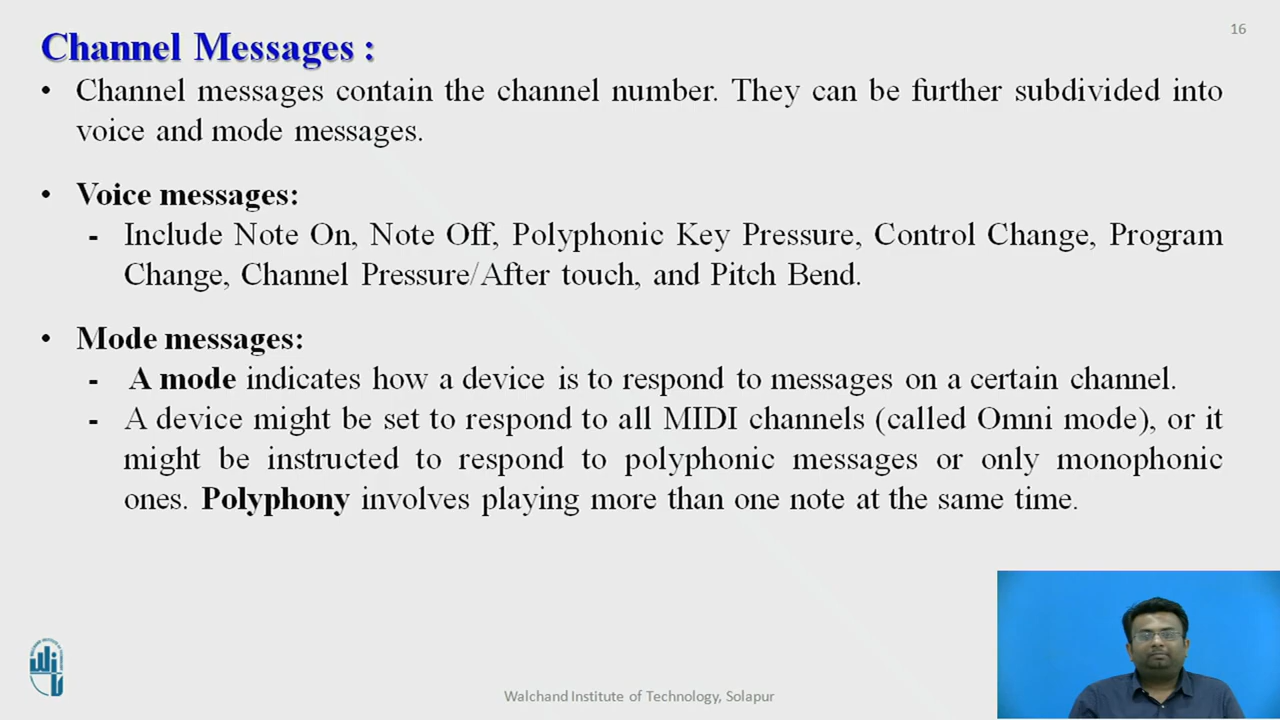 16
Channel Messages :
• Channel messages contain the channel number. They can be further subdivided into
voice and mode messages.
• Voice messages:
- Include Note On, Note Off, Polyphonic Key Pressure, Control Change, Program
Change, Channel Pressure/After touch, and Pitch Bend.
• Mode messages:
- A mode indicates how a device is to respond to messages on a certain channel.
- A device might be set to respond to all MIDI channels (called Omni mode), or it
might be instructed to respond to polyphonic messages or only monophonic
ones. Polyphony involves playing more than one note at the same time.
Walchand Institute of Technology, Solapur